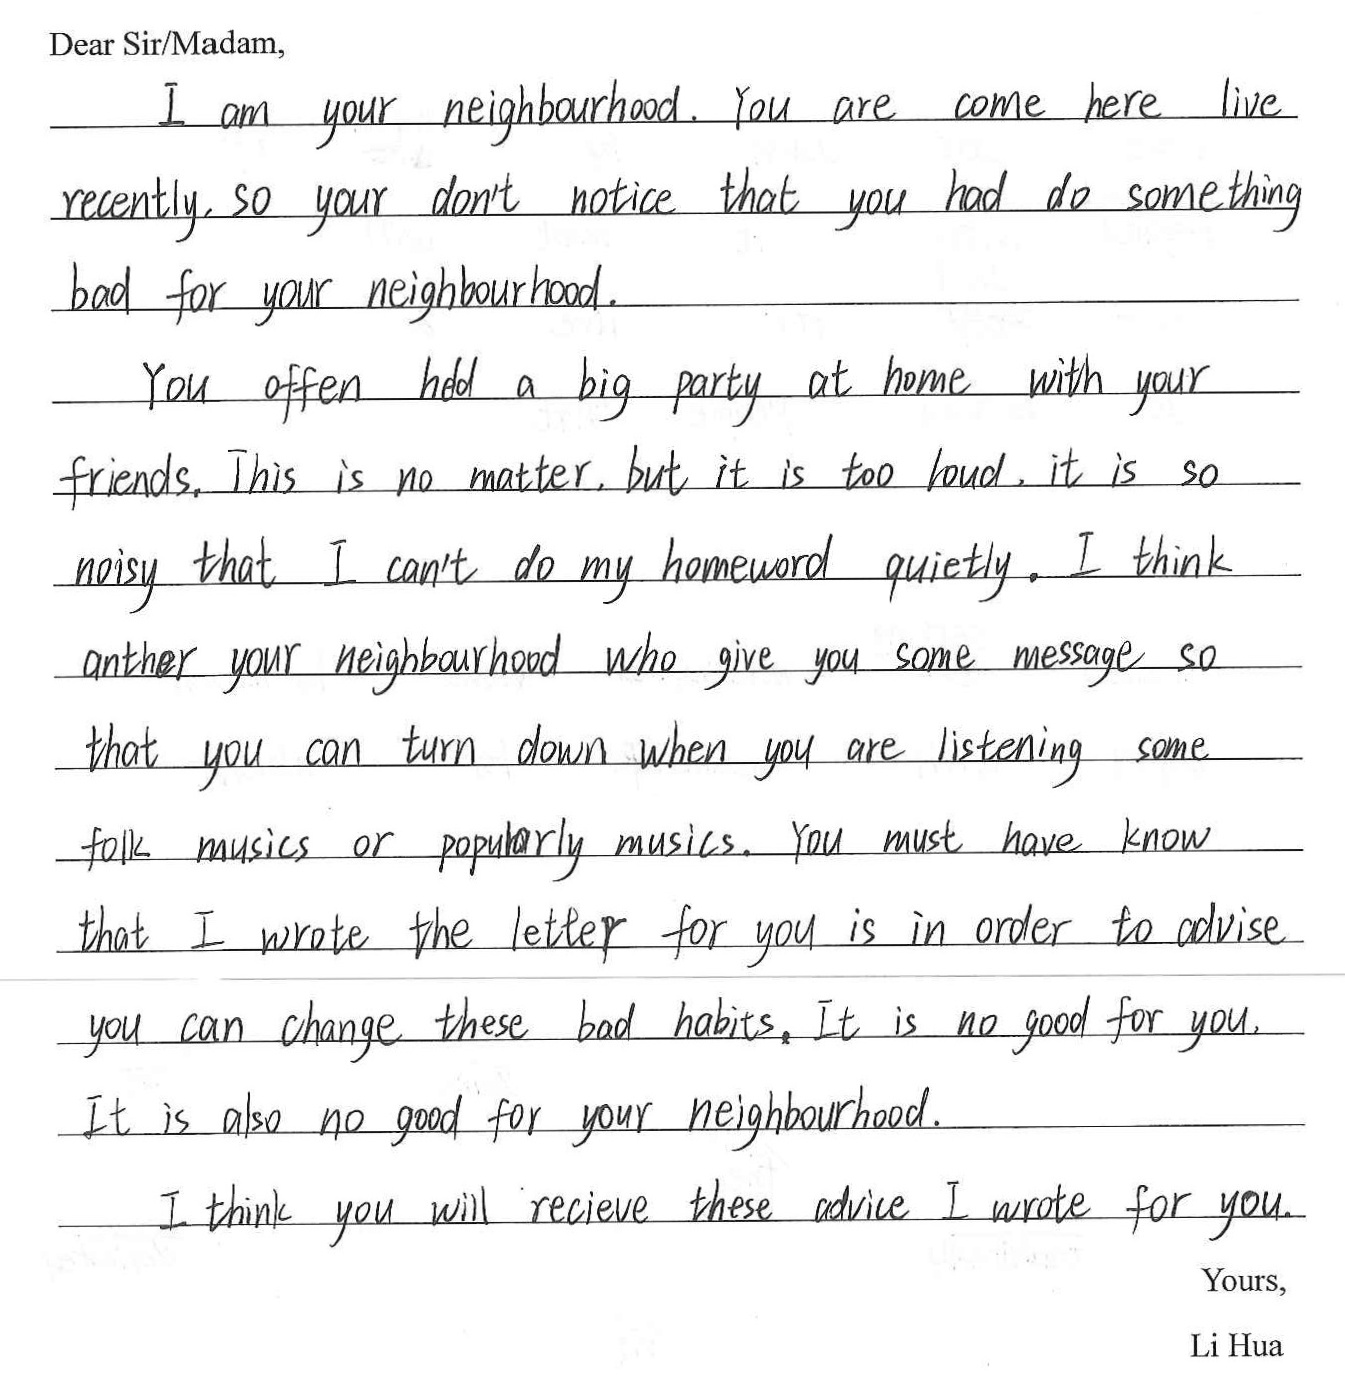 Dear Sir/Madam,
I am your neighbourhood. You are come here live
recently, so your don't notice that you had do something
bad for your neighbourhood.
You offen hdd a big party at home with your
friends. This is no matter, but it is too loud, it is so
noisy that I can't do my homeword quietly. I think
anther your neighbourhood who give you some message so
that you can turn down when you are listening some
folk musics or popularly musics. You must have know
that I wrote the letter for you is in order to advise
you can change these bad habits. It is no good for you.
It is also no good for your neighbourhood.
I think you will recieve these advice I wrote for you.
Yours,
Li Hua